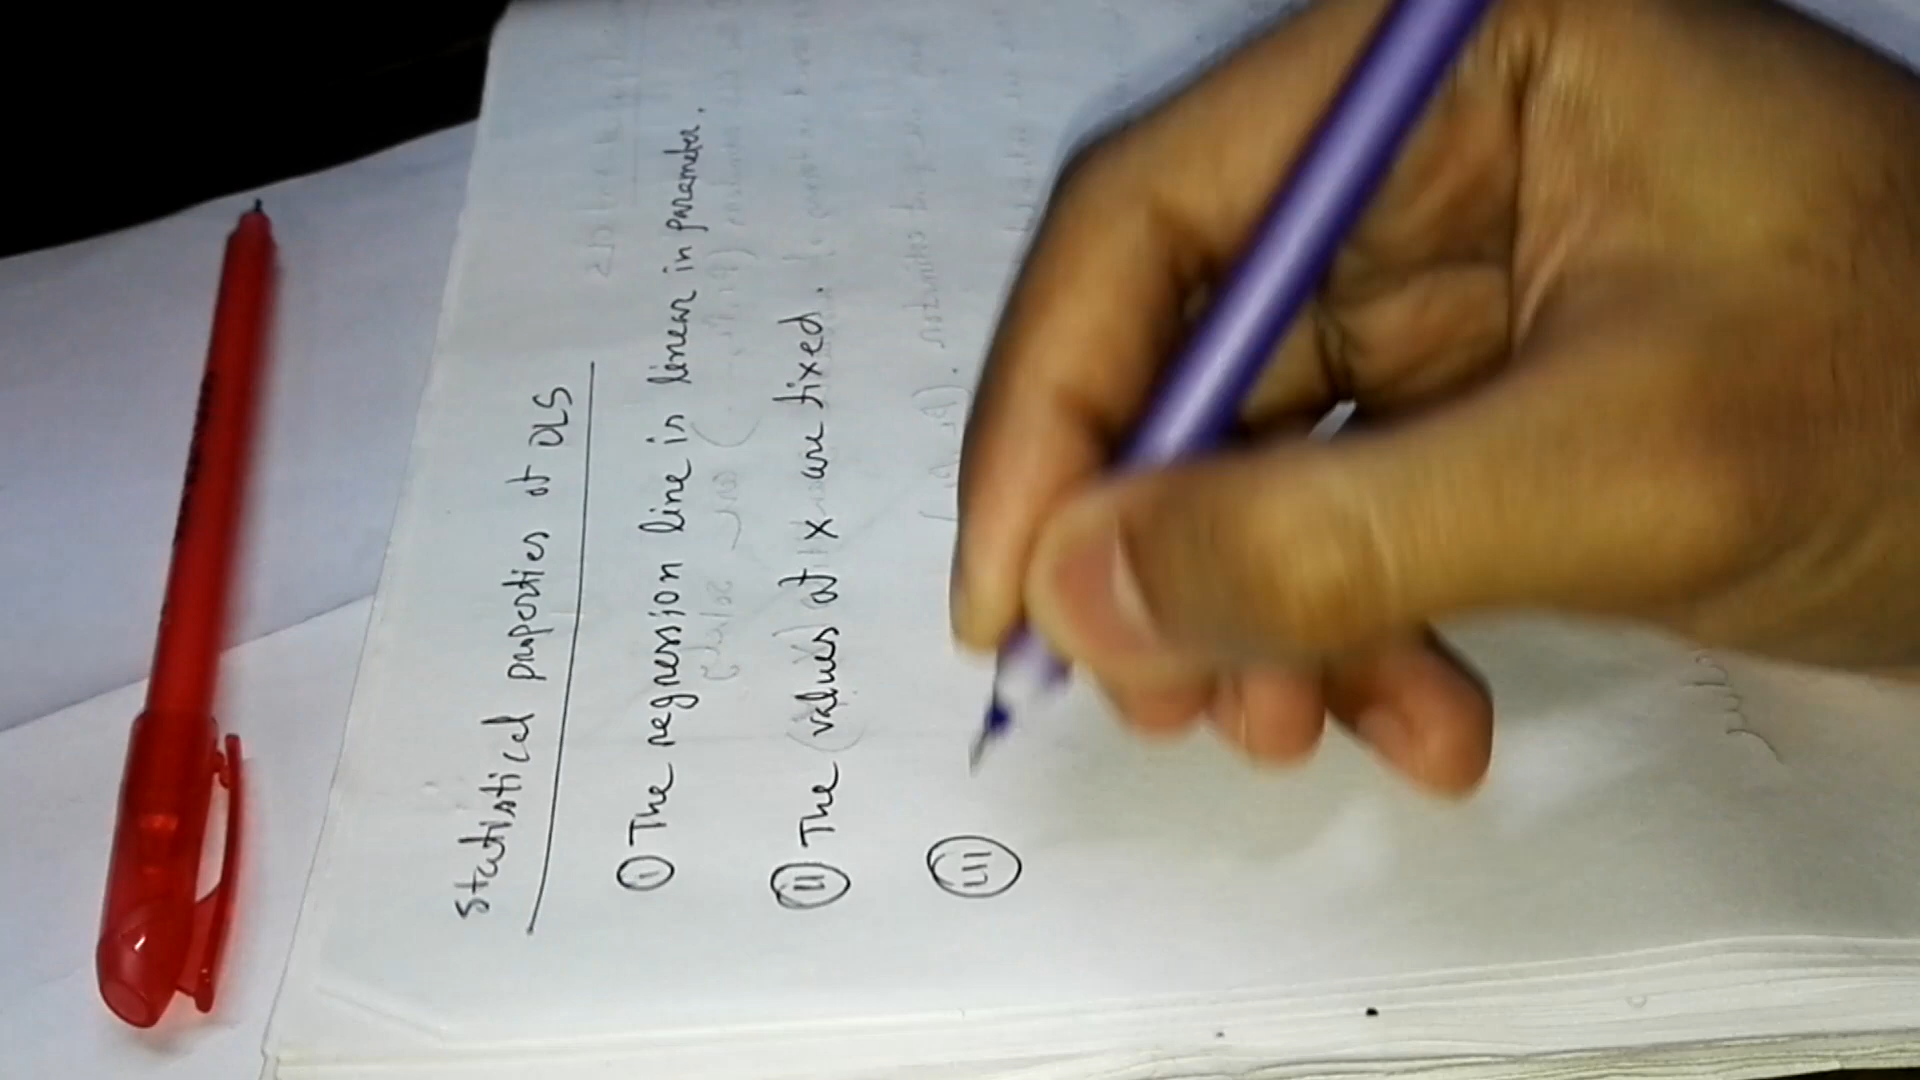 Statistical properties of OLS
(i) The regression line is linear in parameter.
(ii) The values of X are fixed.
(iii)